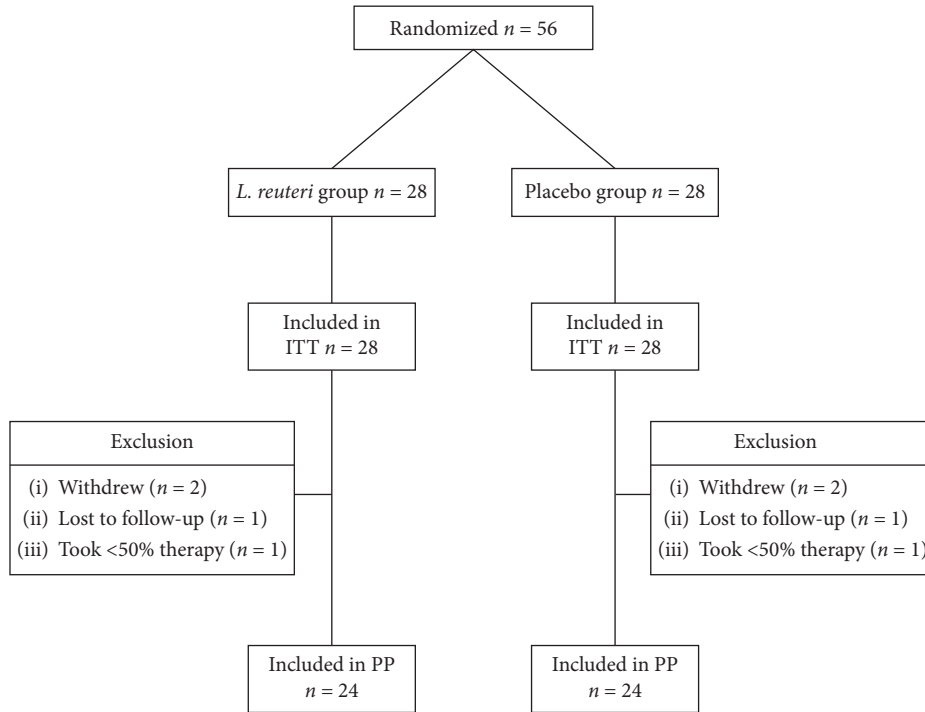 Randomized n = 56
L. reuteri group n = 28
Placebo group n = 28
Included in
ITT n = 28
Included in
ITT n = 28
Exclusion
(i) Withdrew (n = 2)
(ii) Lost to follow-up (n = 1)
(iii) Took <50% therapy (n = 1)
Exclusion
(i) Withdrew (n = 2)
(ii) Lost to follow-up (n = 1)
(iii) Took <50% therapy (n = 1)
Included in PP
n = 24
Included in PP
n = 24